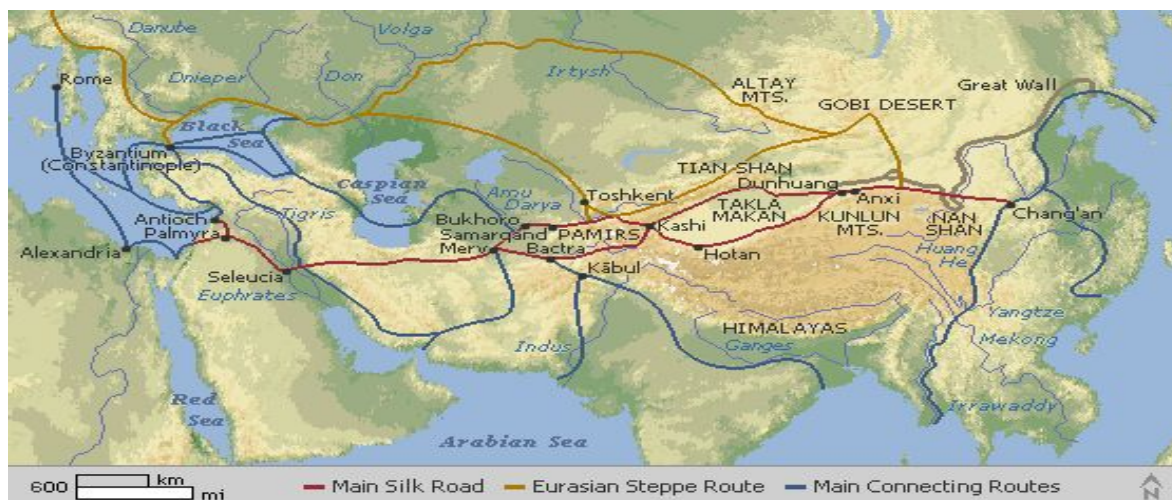 Danube
Volga
Rome
Dnieper
Don
Irtysh
ALTAY
MTS.
Great Wall
GOBI DESERT
Black
Sea
Byzantium
(Constantinople)
Caspian
Sea
TIAN SHAN
Dunhuang
Anxi
Amu
Darya
Toshkent
TAKLA
MAKAN
KUNLUN
MTS.
NAN
SHAN
Chang'an
Antioch
Palmyra
Tigris
Bukhoro
Samarqand
PAMIRS
Kashi
Merv
Bactra
Hotan
Huang
He
Alexandria
Seleucia
Euphrates
Kābul
HIMALAYAS
Indus
Ganges
Yangtze
Mekong
Irrawaddy
Red
Sea
Arabian Sea
600 km
mi
Main Silk Road Eurasian Steppe Route Main Connecting Routes
N